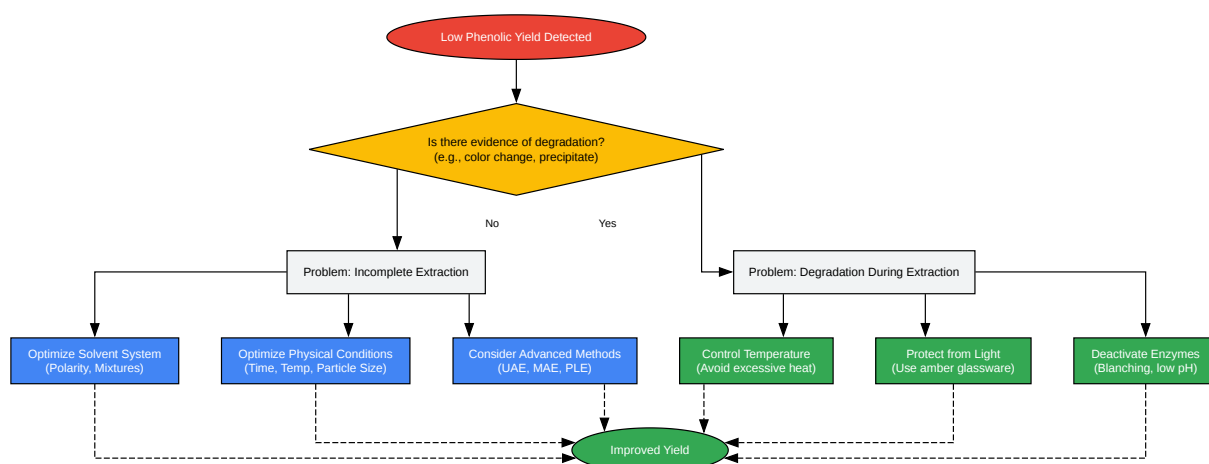 Low Phenolic Yield Detected
Is there evidence of degradation?
(e.g., color change, precipitate)
No
Yes
Problem: Incomplete Extraction
Problem: Degradation During Extraction
Optimize Solvent System
(Polarity, Mixtures)
Optimize Physical Conditions
(Time, Temp, Particle Size)
Consider Advanced Methods
(UAE, MAE, PLE)
Control Temperature
(Avoid excessive heat)
Protect from Light
(Use amber glassware)
Deactivate Enzymes
(Blanching, low pH)
Improved Yield